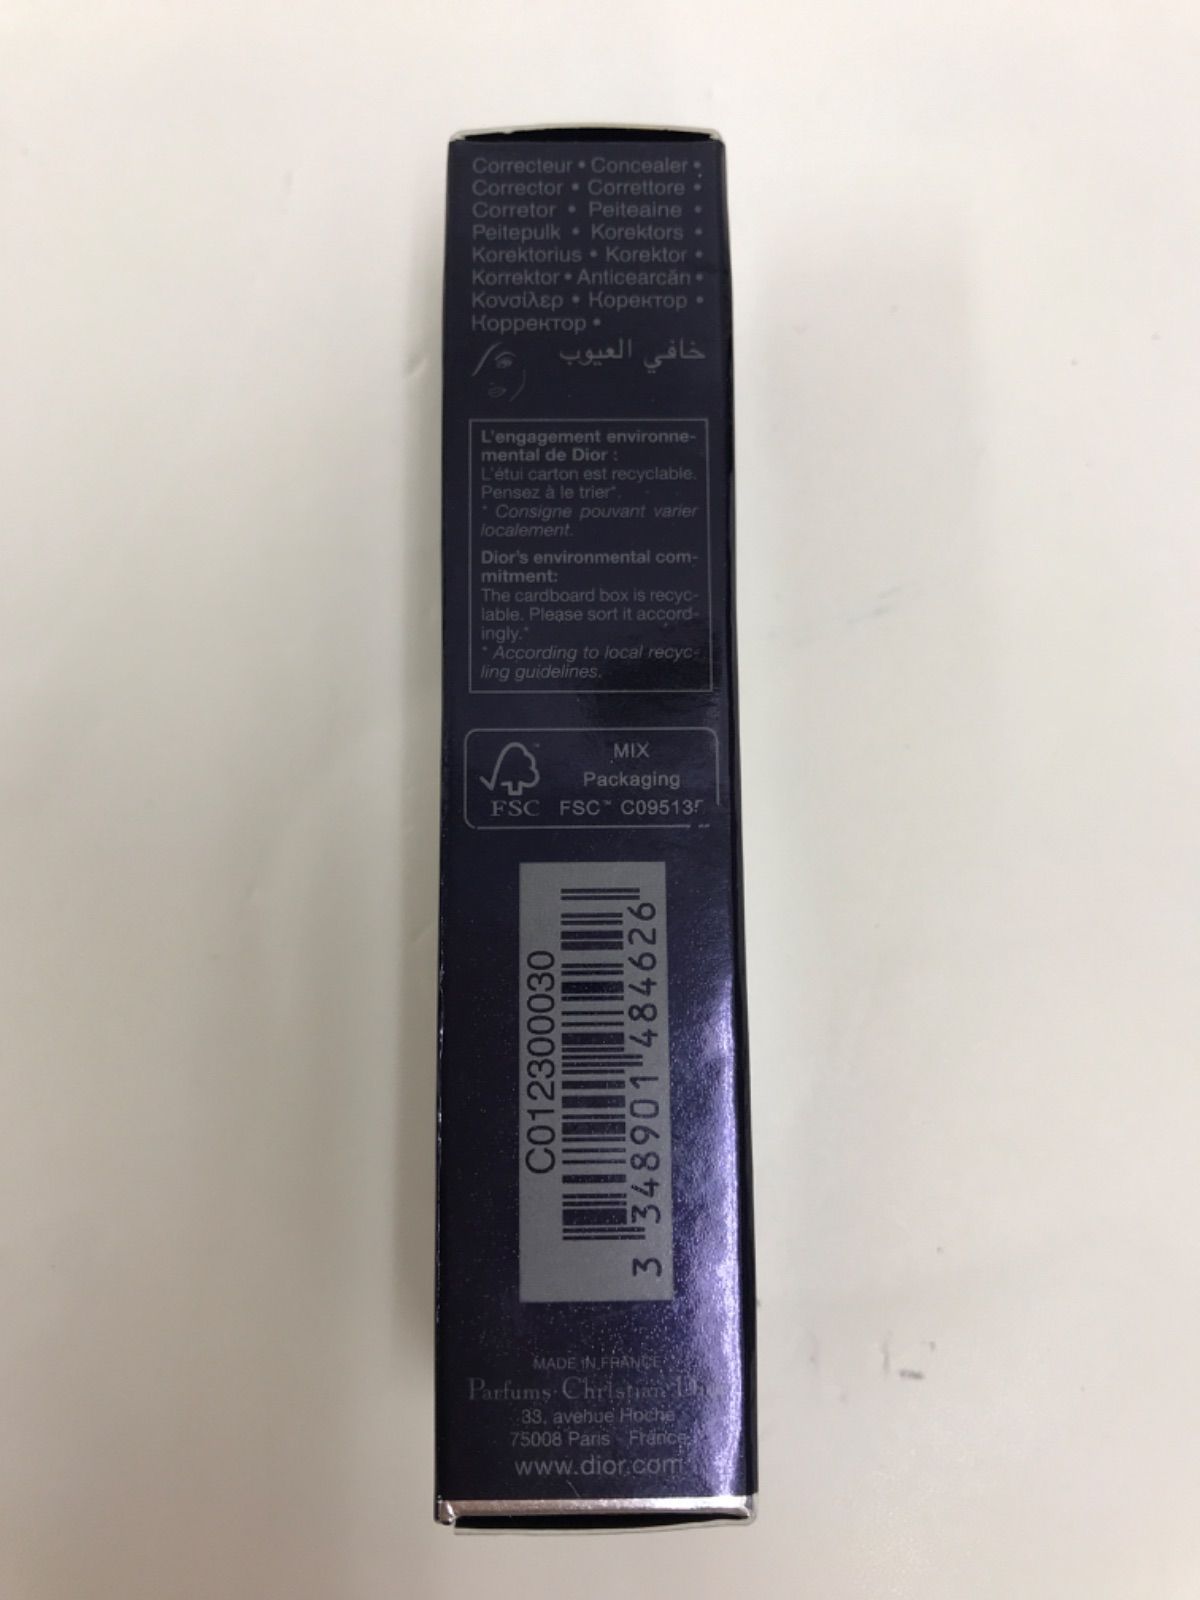 Correcteur • Concealer •
Corrector • Correttore •
Corretor • Peiteaine •
Peitepulk • Korektors •
Korektorius • Korektor •
Korrektor • Anticearcăn •
Κονσίλερ • Коректор •
Корректор •
خافي العيوب
L'engagement environne-
mental de Dior :
L'étui carton est recyclable.
Pensez à le trier*.
* Consigne pouvant varier
localement.
Dior's environmental com-
mitment:
The cardboard box is recyc-
lable. Please sort it accord-
ingly.*
* According to local recyc-
ling guidelines.
MIX
Packaging
FSC™ C095135
FSC
C012300030
3 348901 484626
MADE IN FRANCE
Parfums Christian Dior
33, avenue Hoche
75008 Paris - France
www.dior.com